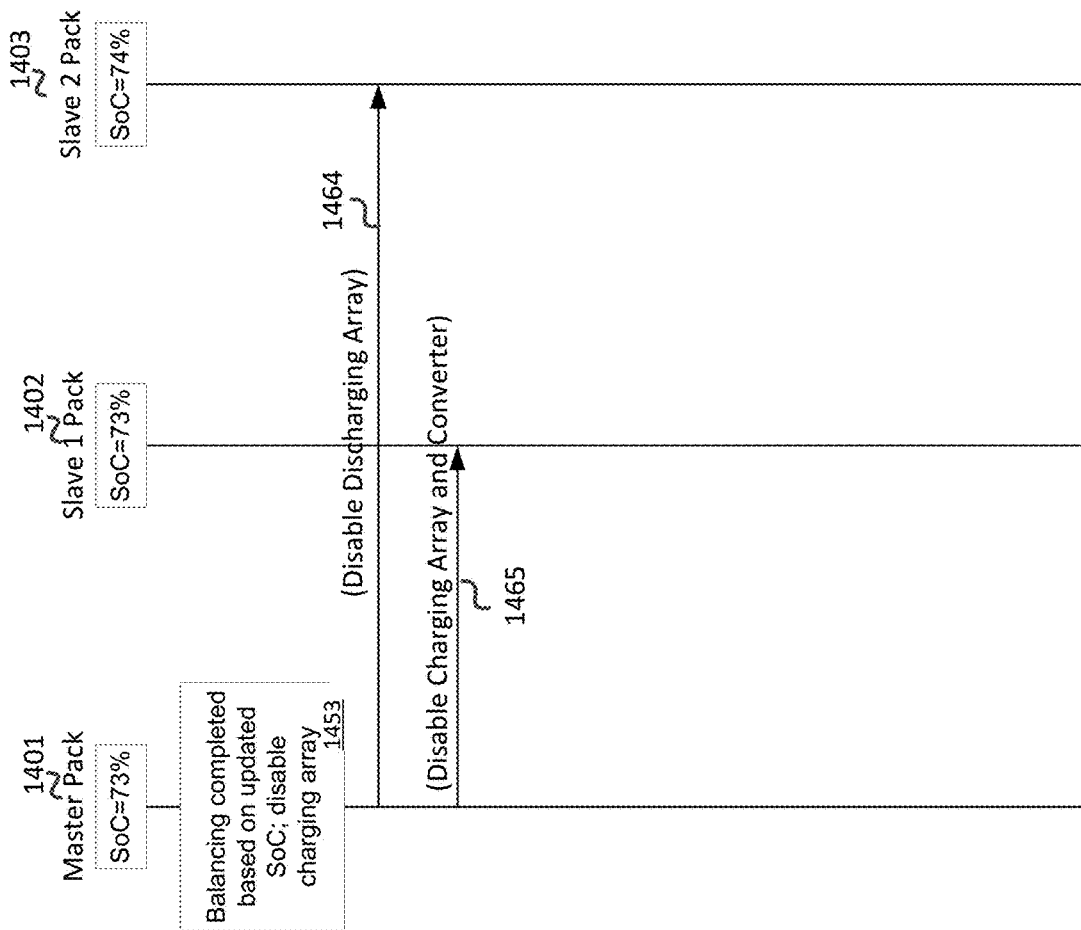 1401
Master Pack
SoC=73%
1402
Slave 1 Pack
SoC=73%
1403
Slave 2 Pack
SoC=74%
Balancing completed
based on updated
SoC; disable
charging array
1453
(Disable Discharging Array)
1464
(Disable Charging Array and Converter)
1465